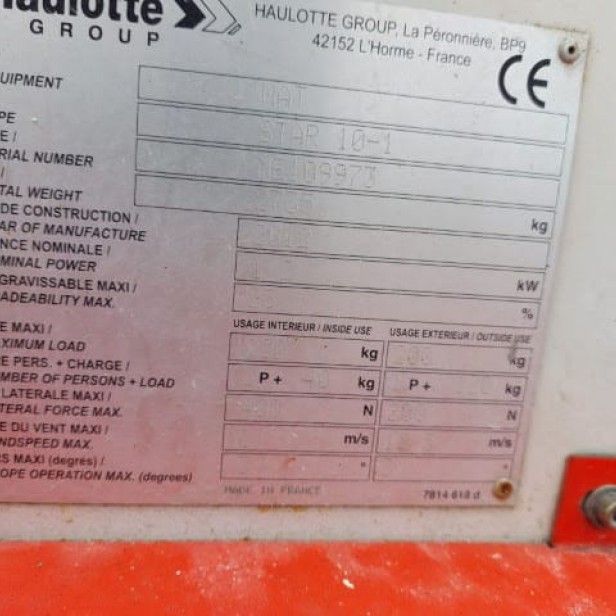 Haulotte
GROUP
HAULOTTE GROUP, La Péronnière, BP9
42152 L'Horme - France
CE
UIPMENT MAT
PE STAR 10-1
E /
RIAL NUMBER
/
TAL WEIGHT kg
DE CONSTRUCTION /
AR OF MANUFACTURE
NCE NOMINALE /
MINAL POWER kW
GRAVISSABLE MAXI /
ADEABILITY MAX. %
USAGE INTERIEUR / INSIDE USE USAGE EXTERIEUR / OUTSIDE USE
E MAXI /
XIMUM LOAD kg kg
E PERS. + CHARGE /
MBER OF PERSONS + LOAD P + kg P + kg
LATERALE MAXI /
TERAL FORCE MAX. N N
E DU VENT MAXI /
NDSPEED MAX. m/s m/s
RS MAXI (degrés) /
OPE OPERATION MAX. (degrees) ° °
MADE IN FRANCE 7814 618 d